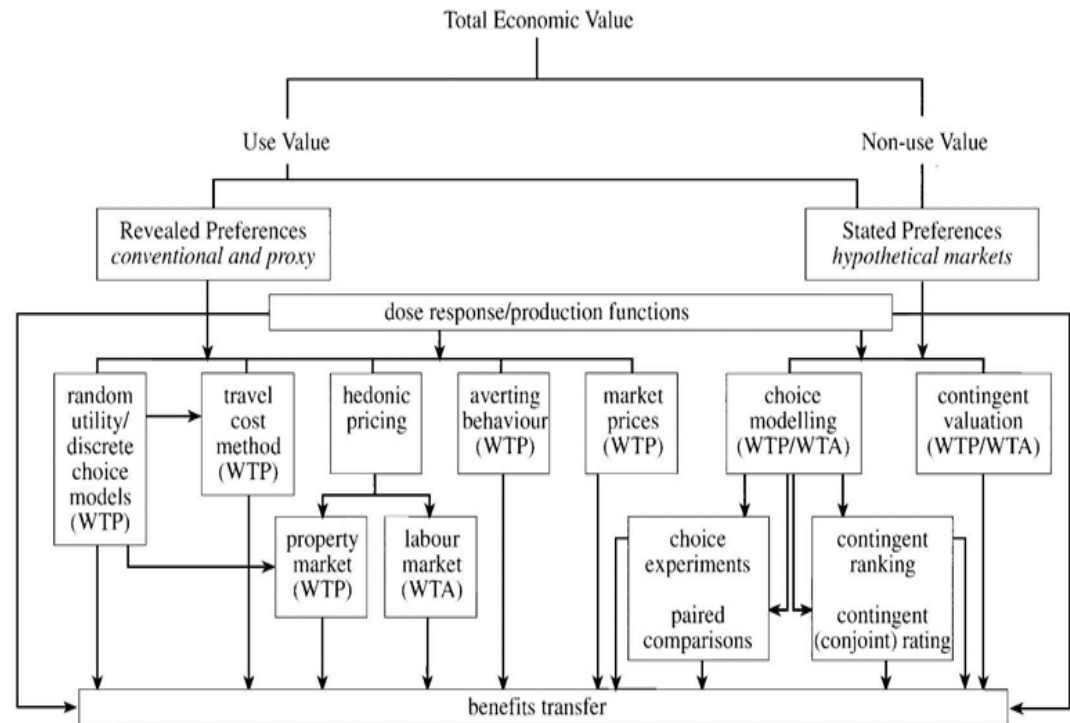 Total Economic Value
Use Value
Non-use Value
Revealed Preferences
conventional and proxy
Stated Preferences
hypothetical markets
dose response/production functions
random
utility/
discrete
choice
models
(WTP)
travel
cost
method
(WTP)
hedonic
pricing
averting
behaviour
(WTP)
market
prices
(WTP)
choice
modelling
(WTP/WTA)
contingent
valuation
(WTP/WTA)
property
market
(WTP)
labour
market
(WTA)
choice
experiments
paired
comparisons
contingent
ranking
contingent
(conjoint) rating
benefits transfer